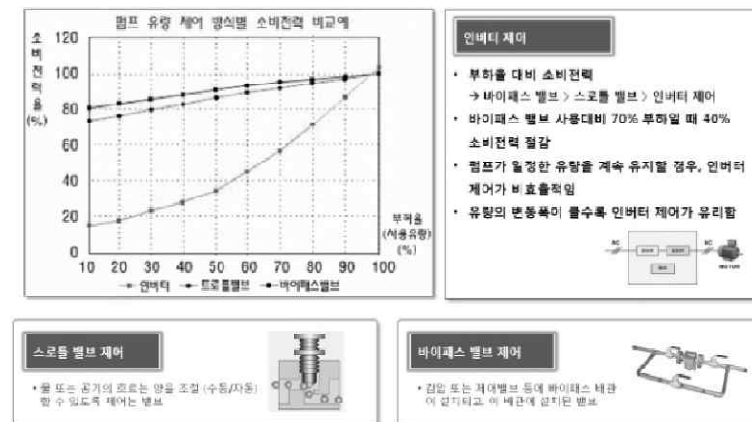 펌프 유량 제어 방식별 소비전력 비교예
소비전력율 (%)
120
100
80
60
40
20
0
10 20 30 40 50 60 70 80 90 100
부하율
(사용유량)
(%)
인버터 트로틀밸브 바이패스밸브
인버터 제어
• 부하율 대비 소비전력
→ 바이패스 밸브 > 스로틀 밸브 > 인버터 제어
• 바이패스 밸브 사용대비 70% 부하일 때 40%
소비전력 절감
• 펌프가 일정한 유량을 계속 유지할 경우, 인버터
제어가 비효율적임
• 유량의 변동폭이 클수록 인버터 제어가 유리함
AC
AC
MOTOR
스로틀 밸브 제어
• 물 또는 공기의 흐르는 양을 조절 (수동/자동)
할 수 있도록 제어는 밸브
바이패스 밸브 제어
• 감압 또는 제어밸브 등에 바이패스 배관
이 설치되고, 이 배관에 설치된 밸브